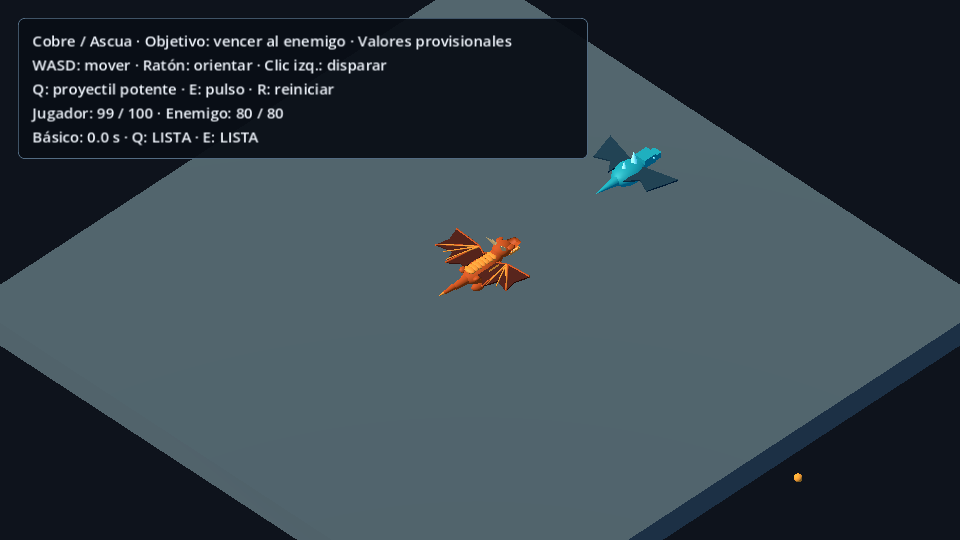 Cobre / Ascua · Objetivo: vencer al enemigo · Valores provisionales
WASD: mover · Ratón: orientar · Clic izq.: disparar
Q: proyectil potente · E: pulso · R: reiniciar
Jugador: 99 / 100 · Enemigo: 80 / 80
Básico: 0.0 s · Q: LISTA · E: LISTA